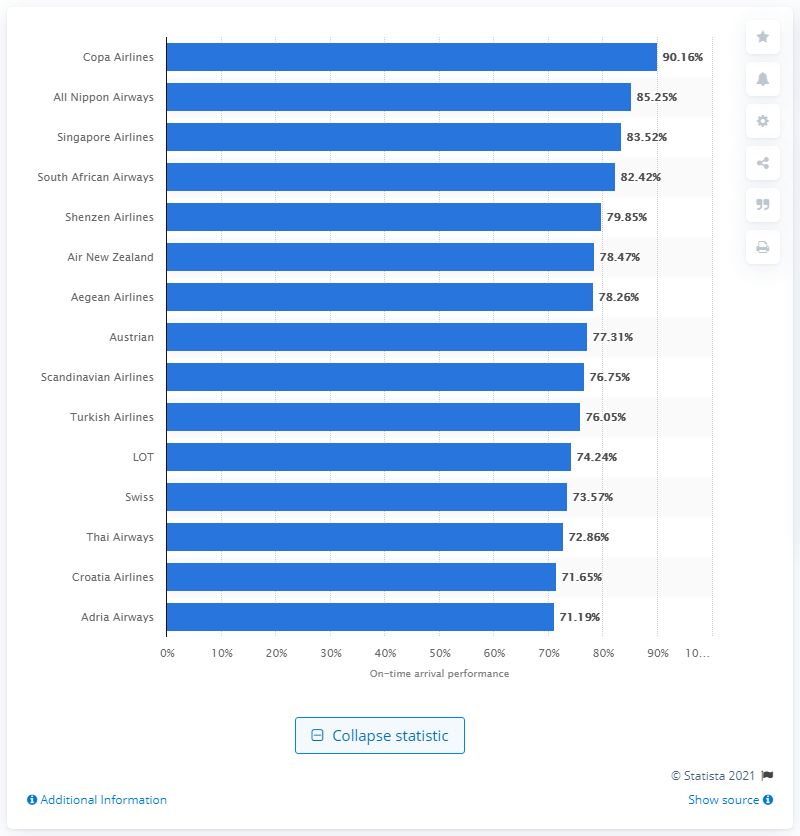 Copa Airlines 90.16%
All Nippon Airways 85.25%
Singapore Airlines 83.52%
South African Airways 82.42%
Shenzen Airlines 79.85%
Air New Zealand 78.47%
Aegean Airlines 78.26%
Austrian 77.31%
Scandinavian Airlines 76.75%
Turkish Airlines 76.05%
LOT 74.24%
Swiss 73.57%
Thai Airways 72.86%
Croatia Airlines 71.65%
Adria Airways 71.19%
0% 10% 20% 30% 40% 50% 60% 70% 80% 90% 10...
On-time arrival performance
Collapse statistic
© Statista 2021
Additional Information Show source